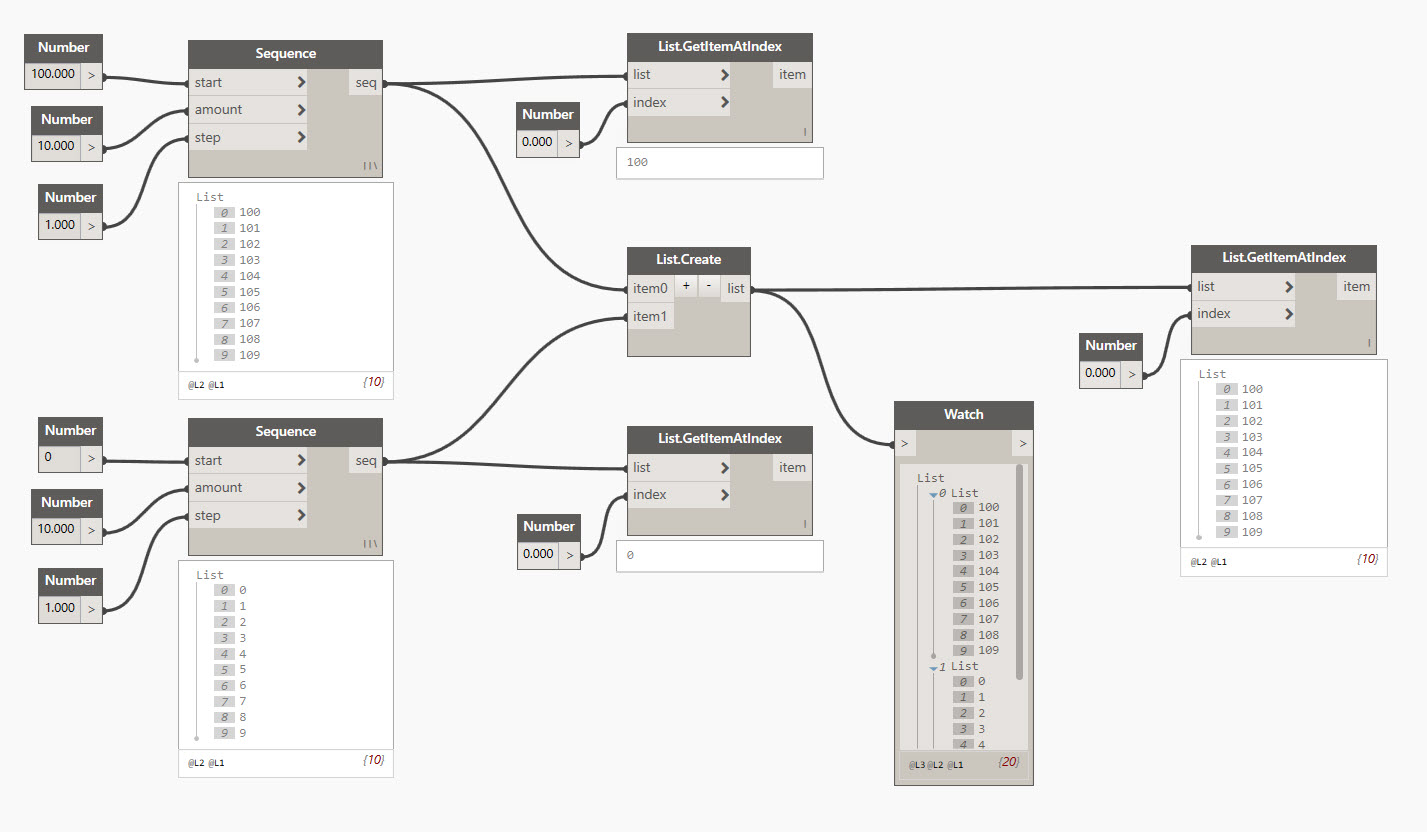 Number
100.000 >
Number
10.000 >
Number
1.000 >
Sequence
start > seq
amount >
step >
||\
List
0 100
1 101
2 102
3 103
4 104
5 105
6 106
7 107
8 108
9 109
@L2 @L1 {10}
Number
0 >
Number
10.000 >
Number
1.000 >
Sequence
start > seq
amount >
step >
||\
List
0 0
1 1
2 2
3 3
4 4
5 5
6 6
7 7
8 8
9 9
@L2 @L1 {10}
Number
0.000 >
List.GetItemAtIndex
list > item
index >
|
100
List.Create
item0 + - list
item1
Number
0.000 >
List.GetItemAtIndex
list > item
index >
|
0
Watch
> >
List
0 List
0 100
1 101
2 102
3 103
4 104
5 105
6 106
7 107
8 108
9 109
1 List
0 0
1 1
2 2
3 3
4 4
@L3 @L2 @L1 {20}
Number
0.000 >
List.GetItemAtIndex
list > item
index >
|
List
0 100
1 101
2 102
3 103
4 104
5 105
6 106
7 107
8 108
9 109
@L2 @L1 {10}